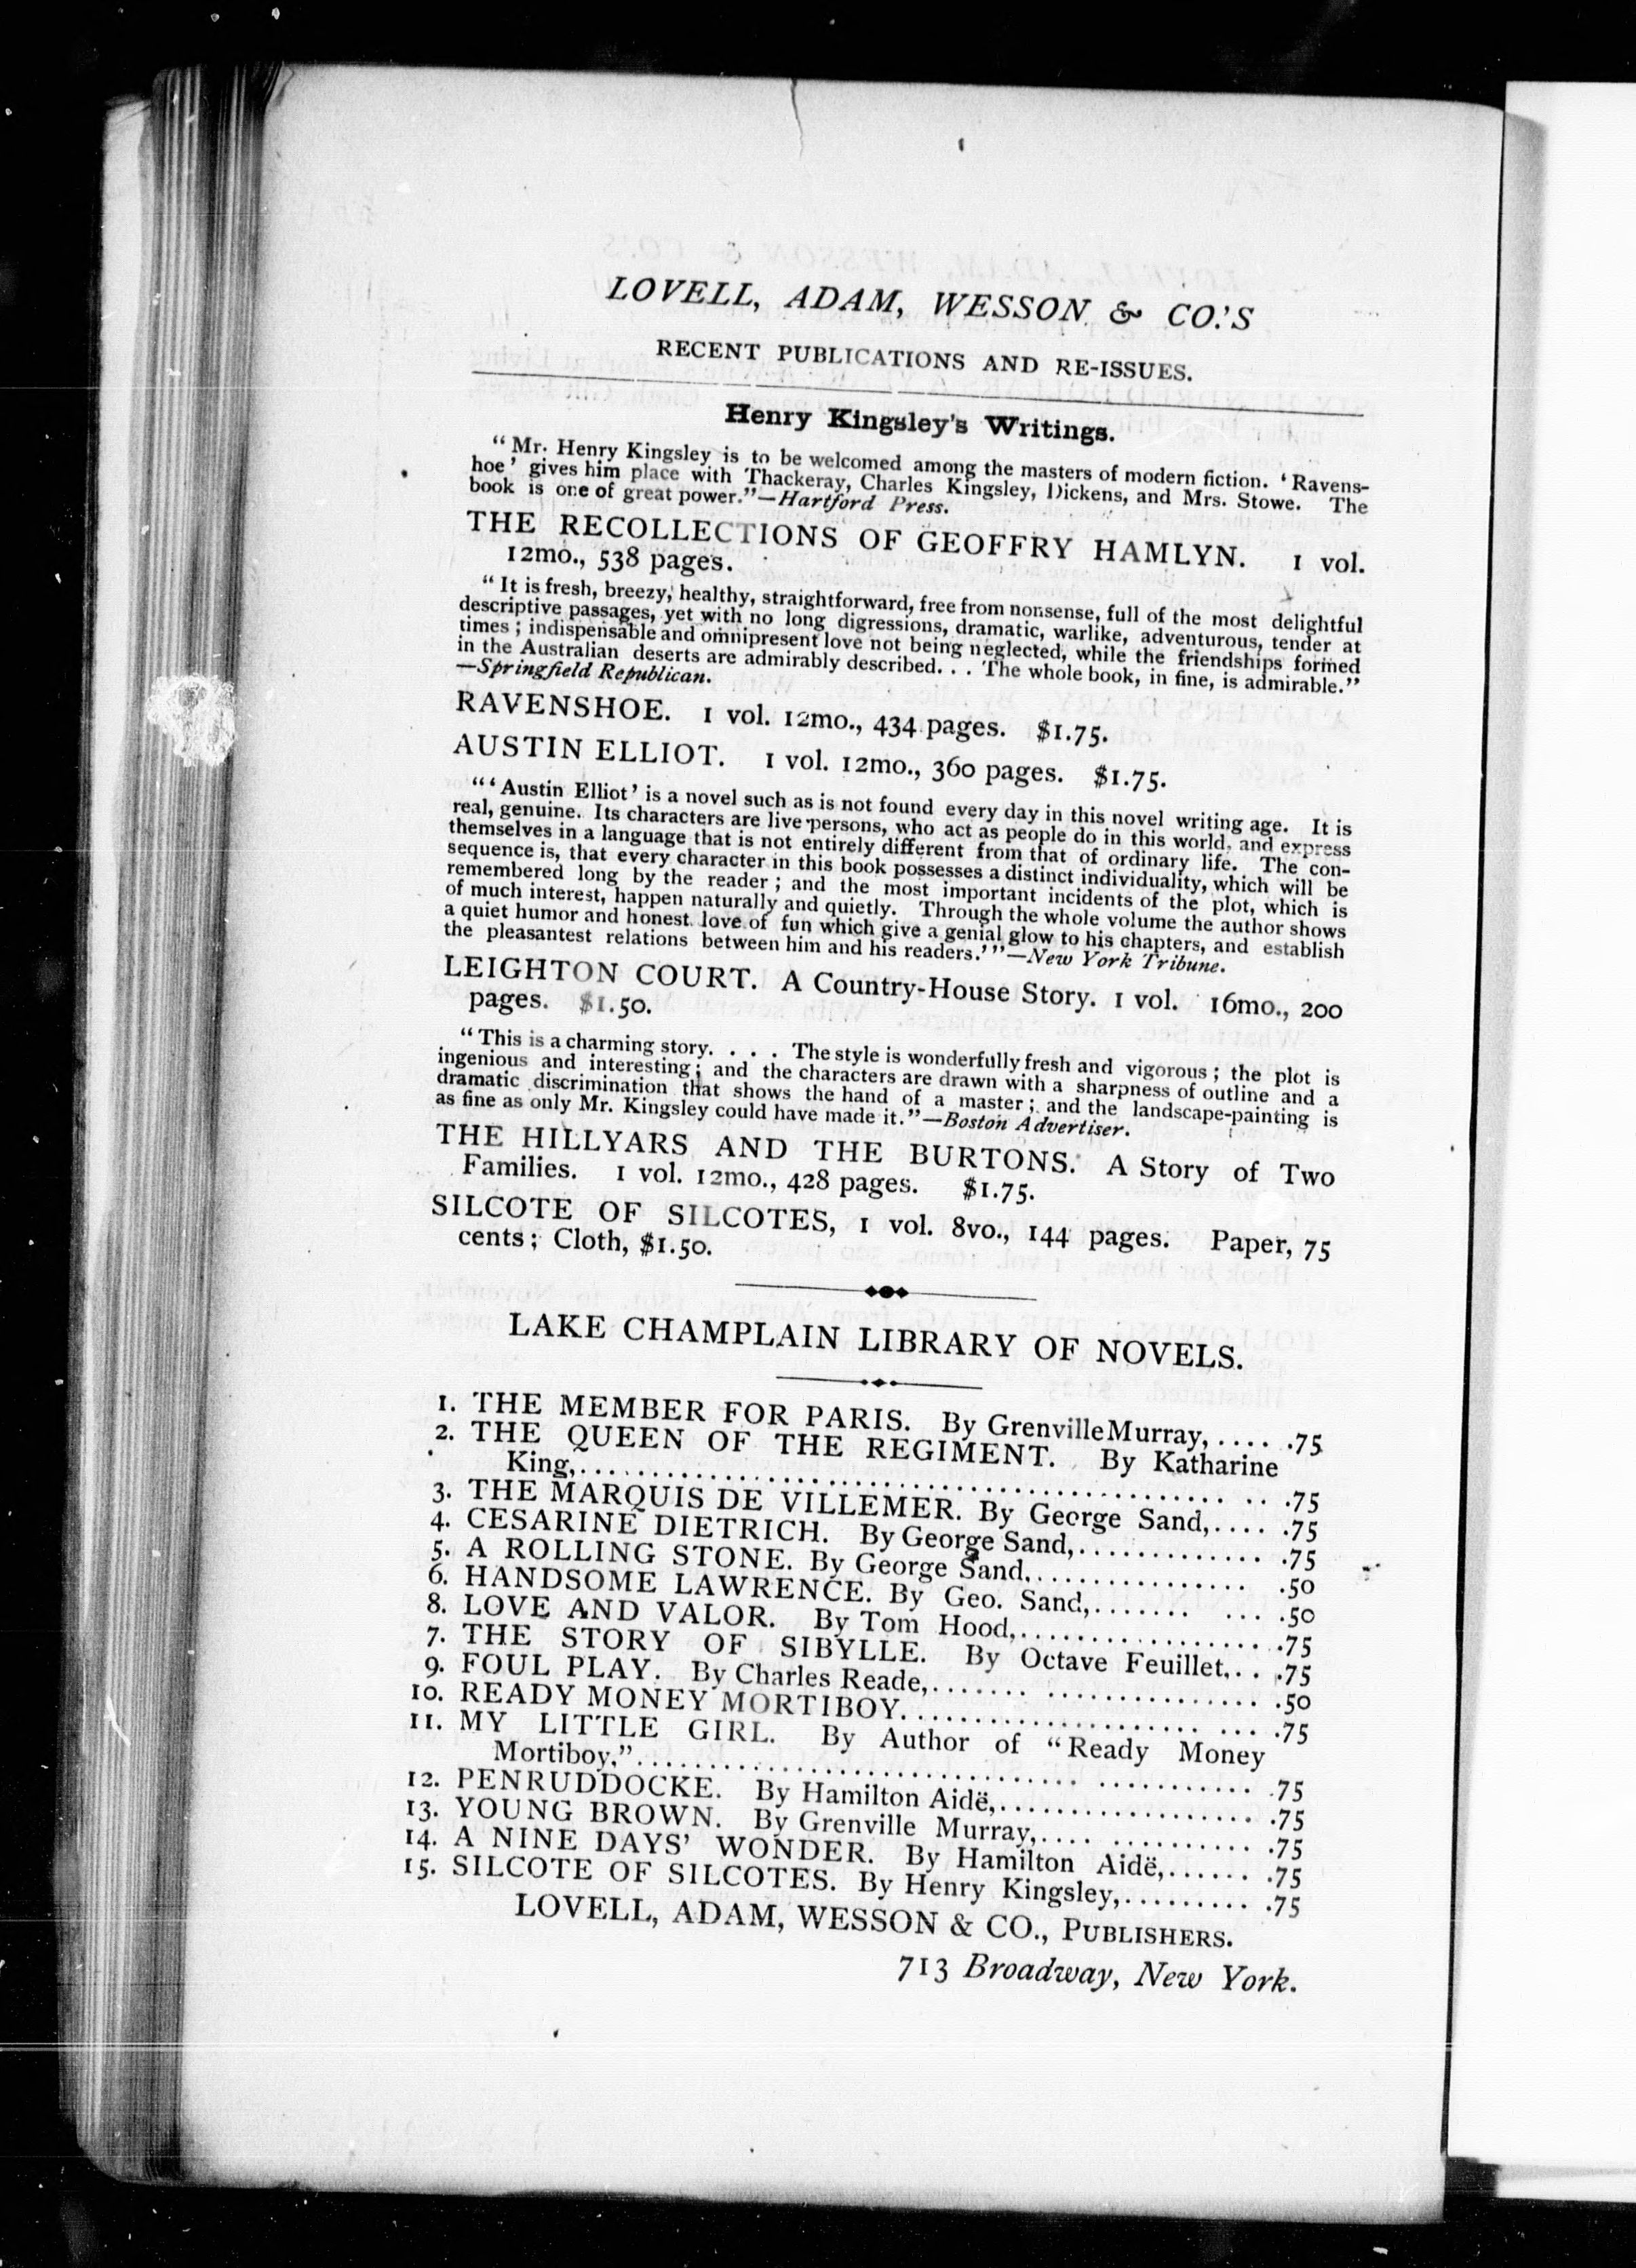 LOVELL, ADAM, WESSON & CO.'S
RECENT PUBLICATIONS AND RE-ISSUES.
Henry Kingsley's Writings.
“Mr. Henry Kingsley is to be welcomed among the masters of modern fiction. ‘Ravens-
hoe’ gives him place with Thackeray, Charles Kingsley, Dickens, and Mrs. Stowe. The
book is one of great power.”—Hartford Press.
THE RECOLLECTIONS OF GEOFFRY HAMLYN. 1 vol.
12mo., 538 pages.
“It is fresh, breezy, healthy, straightforward, free from nonsense, full of the most delightful
descriptive passages, yet with no long digressions, dramatic, warlike, adventurous, tender at
times; indispensable and omnipresent love not being neglected, while the friendships formed
in the Australian deserts are admirably described. . . The whole book, in fine, is admirable.”
—Springfield Republican.
RAVENSHOE. 1 vol. 12mo., 434 pages. $1.75.
AUSTIN ELLIOT. 1 vol. 12mo., 360 pages. $1.75.
“‘Austin Elliot’ is a novel such as is not found every day in this novel writing age. It is
real, genuine. Its characters are live persons, who act as people do in this world, and express
themselves in a language that is not entirely different from that of ordinary life. The con-
sequence is, that every character in this book possesses a distinct individuality, which will be
remembered long by the reader; and the most important incidents of the plot, which is
of much interest, happen naturally and quietly. Through the whole volume the author shows
a quiet humor and honest love of fun which give a genial glow to his chapters, and establish
the pleasantest relations between him and his readers.’”—New York Tribune.
LEIGHTON COURT. A Country-House Story. 1 vol. 16mo., 200
pages. $1.50.
“This is a charming story. . . . The style is wonderfully fresh and vigorous; the plot is
ingenious and interesting; and the characters are drawn with a sharpness of outline and a
dramatic discrimination that shows the hand of a master; and the landscape-painting is
as fine as only Mr. Kingsley could have made it.”—Boston Advertiser.
THE HILLYARS AND THE BURTONS. A Story of Two
Families. 1 vol. 12mo., 428 pages. $1.75.
SILCOTE OF SILCOTES, 1 vol. 8vo., 144 pages. Paper, 75
cents; Cloth, $1.50.
LAKE CHAMPLAIN LIBRARY OF NOVELS.
1. THE MEMBER FOR PARIS. By Grenville Murray,.... .75
2. THE QUEEN OF THE REGIMENT. By Katharine
King,........................................ .75
3. THE MARQUIS DE VILLEMER. By George Sand,.... .75
4. CESARINE DIETRICH. By George Sand,............. .75
5. A ROLLING STONE. By George Sand,................ .50
6. HANDSOME LAWRENCE. By Geo. Sand,....... .... .50
8. LOVE AND VALOR. By Tom Hood,................... .75
7. THE STORY OF SIBYLLE. By Octave Feuillet,.. .75
9. FOUL PLAY. By Charles Reade,....... ................ .50
10. READY MONEY MORTIBOY..................... ... .75
11. MY LITTLE GIRL. By Author of “Ready Money
Mortiboy.”............................... ........... .75
12. PENRUDDOCKE. By Hamilton Aidë,.................. .75
13. YOUNG BROWN. By Grenville Murray,.... ........... .75
14. A NINE DAYS' WONDER. By Hamilton Aidë,...... .75
15. SILCOTE OF SILCOTES. By Henry Kingsley,......... .75
LOVELL, ADAM, WESSON & CO., PUBLISHERS.
713 Broadway, New York.